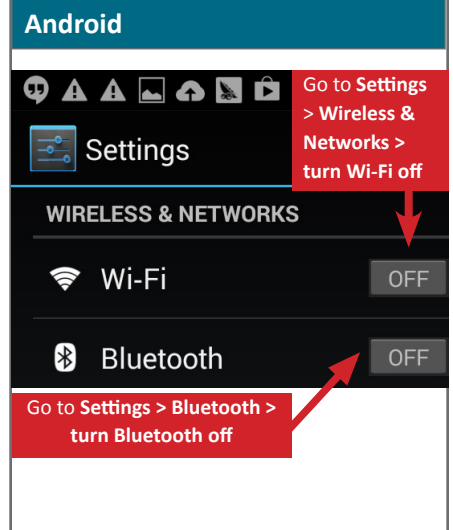 Android
Go to Settings
> Wireless &
Networks >
turn Wi-Fi off
Settings
WIRELESS & NETWORKS
Wi-Fi
OFF
Bluetooth
OFF
Go to Settings > Bluetooth >
turn Bluetooth off